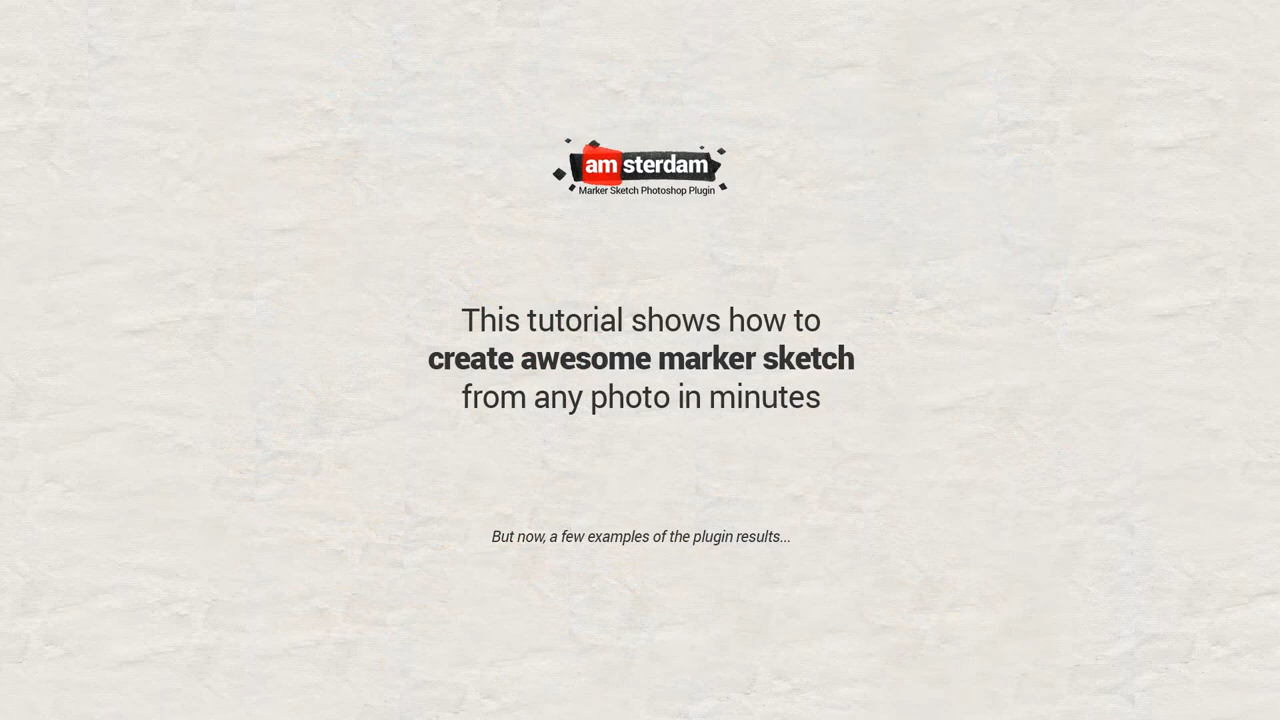 amsterdam
Marker Sketch Photoshop Plugin
This tutorial shows how to
create awesome marker sketch
from any photo in minutes
But now, a few examples of the plugin results...